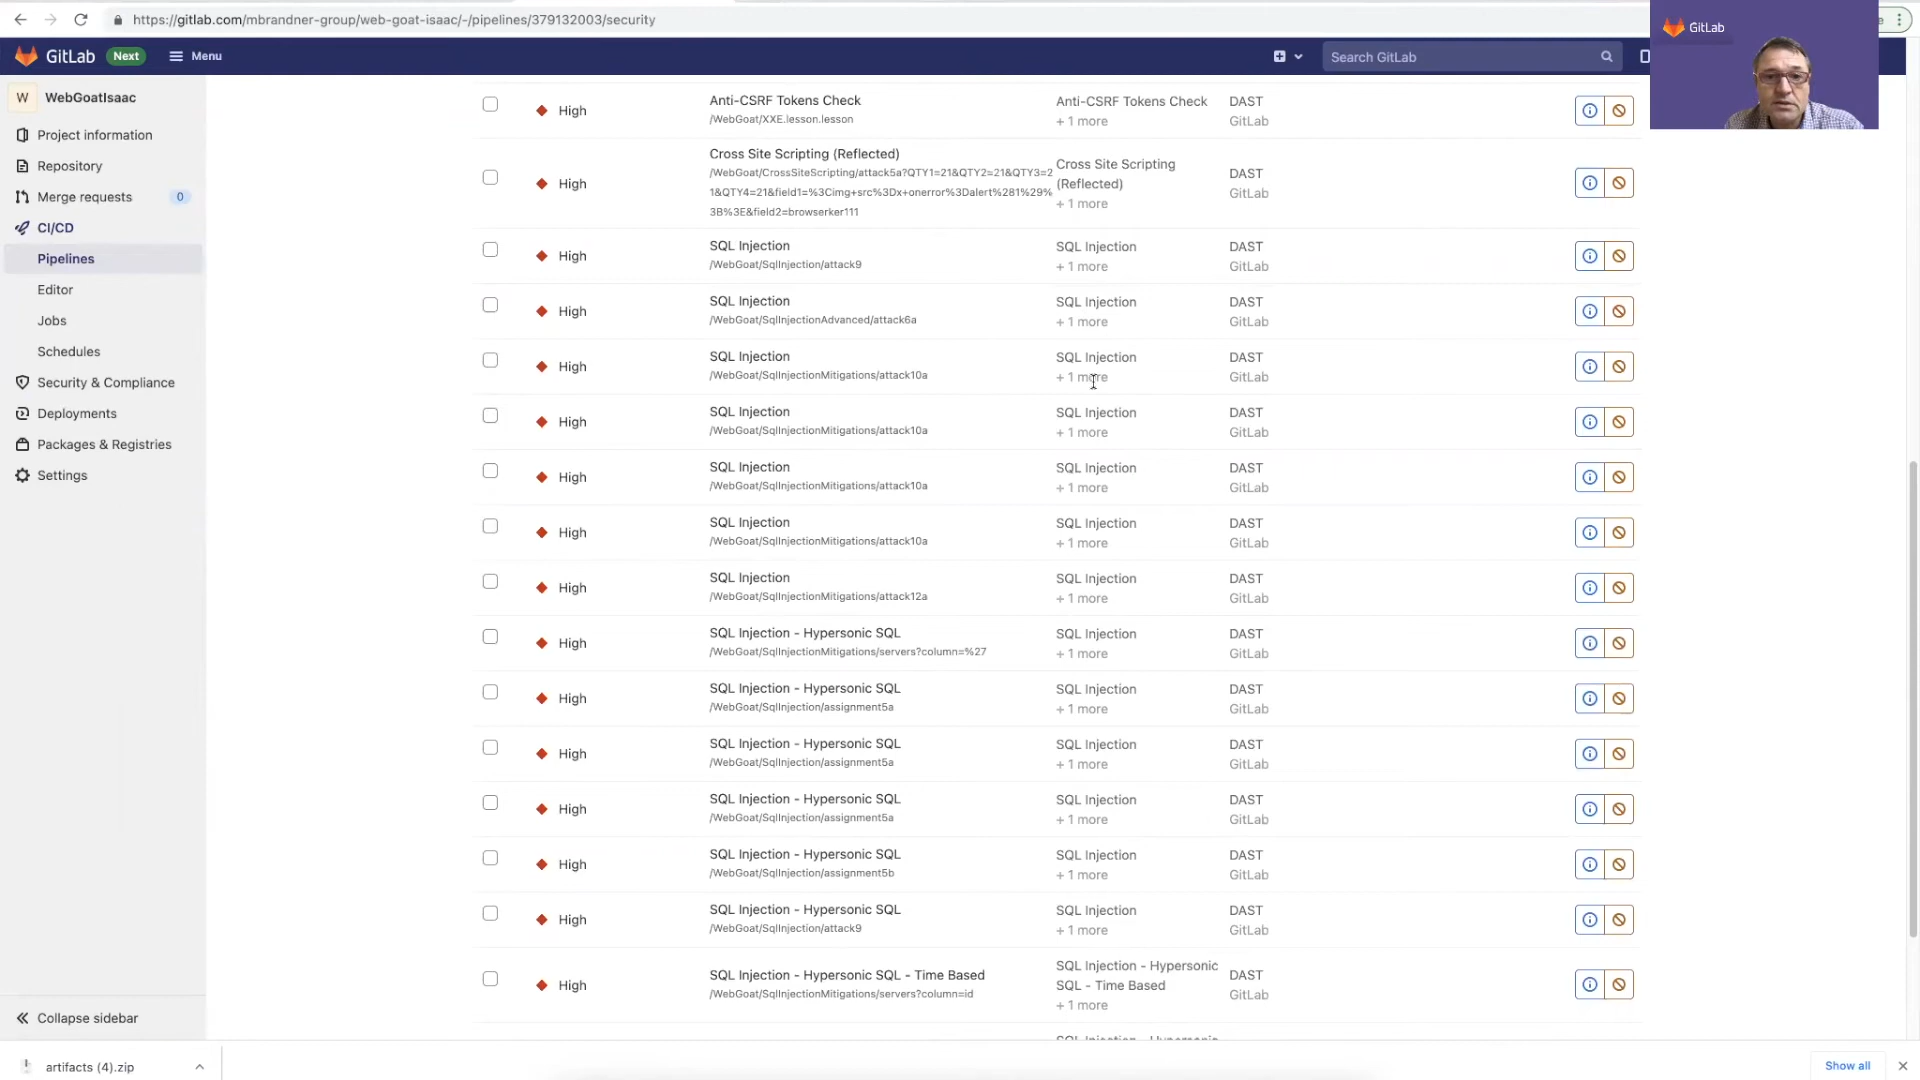 https://gitlab.com/mbrandner-group/web-goat-isaac/-/pipelines/379132003/security
GitLab
GitLab Next Menu Search GitLab
W WebGoatIsaac
Project information
Repository
Merge requests 0
CI/CD
Pipelines
Editor
Jobs
Schedules
Security & Compliance
Deployments
Packages & Registries
Settings
Collapse sidebar
High Anti-CSRF Tokens Check Anti-CSRF Tokens Check DAST
/WebGoat/XXE.lesson.lesson + 1 more GitLab
High Cross Site Scripting (Reflected) Cross Site Scripting DAST
/WebGoat/CrossSiteScripting/attack5a?QTY1=21&QTY2=21&QTY3=2 (Reflected) GitLab
1&QTY4=21&field1=%3Cimg+src%3Dx+onerror%3Dalert%281%29% + 1 more
3B%3E&field2=browserker111
High SQL Injection SQL Injection DAST
/WebGoat/SqlInjection/attack9 + 1 more GitLab
High SQL Injection SQL Injection DAST
/WebGoat/SqlInjectionAdvanced/attack6a + 1 more GitLab
High SQL Injection SQL Injection DAST
/WebGoat/SqlInjectionMitigations/attack10a + 1 more GitLab
High SQL Injection SQL Injection DAST
/WebGoat/SqlInjectionMitigations/attack10a + 1 more GitLab
High SQL Injection SQL Injection DAST
/WebGoat/SqlInjectionMitigations/attack10a + 1 more GitLab
High SQL Injection SQL Injection DAST
/WebGoat/SqlInjectionMitigations/attack10a + 1 more GitLab
High SQL Injection SQL Injection DAST
/WebGoat/SqlInjectionMitigations/attack12a + 1 more GitLab
High SQL Injection - Hypersonic SQL SQL Injection DAST
/WebGoat/SqlInjectionMitigations/servers?column=%27 + 1 more GitLab
High SQL Injection - Hypersonic SQL SQL Injection DAST
/WebGoat/SqlInjection/assignment5a + 1 more GitLab
High SQL Injection - Hypersonic SQL SQL Injection DAST
/WebGoat/SqlInjection/assignment5a + 1 more GitLab
High SQL Injection - Hypersonic SQL SQL Injection DAST
/WebGoat/SqlInjection/assignment5a + 1 more GitLab
High SQL Injection - Hypersonic SQL SQL Injection DAST
/WebGoat/SqlInjection/assignment5b + 1 more GitLab
High SQL Injection - Hypersonic SQL SQL Injection DAST
/WebGoat/SqlInjection/attack9 + 1 more GitLab
High SQL Injection - Hypersonic SQL - Time Based SQL Injection - Hypersonic DAST
/WebGoat/SqlInjectionMitigations/servers?column=id SQL - Time Based GitLab
+ 1 more
SQL Injection - Hypersonic
artifacts (4).zip Show all